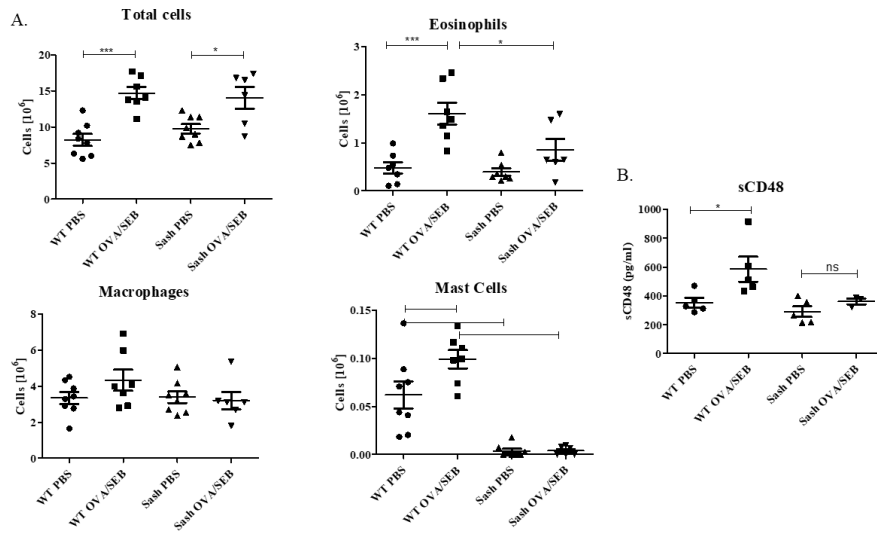 A.
Total cells
***
*
Cells [10⁶]
20
15
10
5
0
WT PBS
WT OVA/SEB
Sash PBS
Sash OVA/SEB
Eosinophils
***
*
Cells [10⁶]
3
2
1
0
WT PBS
WT OVA/SEB
Sash PBS
Sash OVA/SEB
Macrophages
Cells [10⁶]
8
6
4
2
0
WT PBS
WT OVA/SEB
Sash PBS
Sash OVA/SEB
Mast Cells
Cells [10⁶]
0.15
0.10
0.05
0.00
WT PBS
WT OVA/SEB
Sash PBS
Sash OVA/SEB
B.
sCD48
*
ns
sCD48 (pg/ml)
1000
800
600
400
200
0
WT PBS
WT OVA/SEB
Sash PBS
Sash OVA/SEB